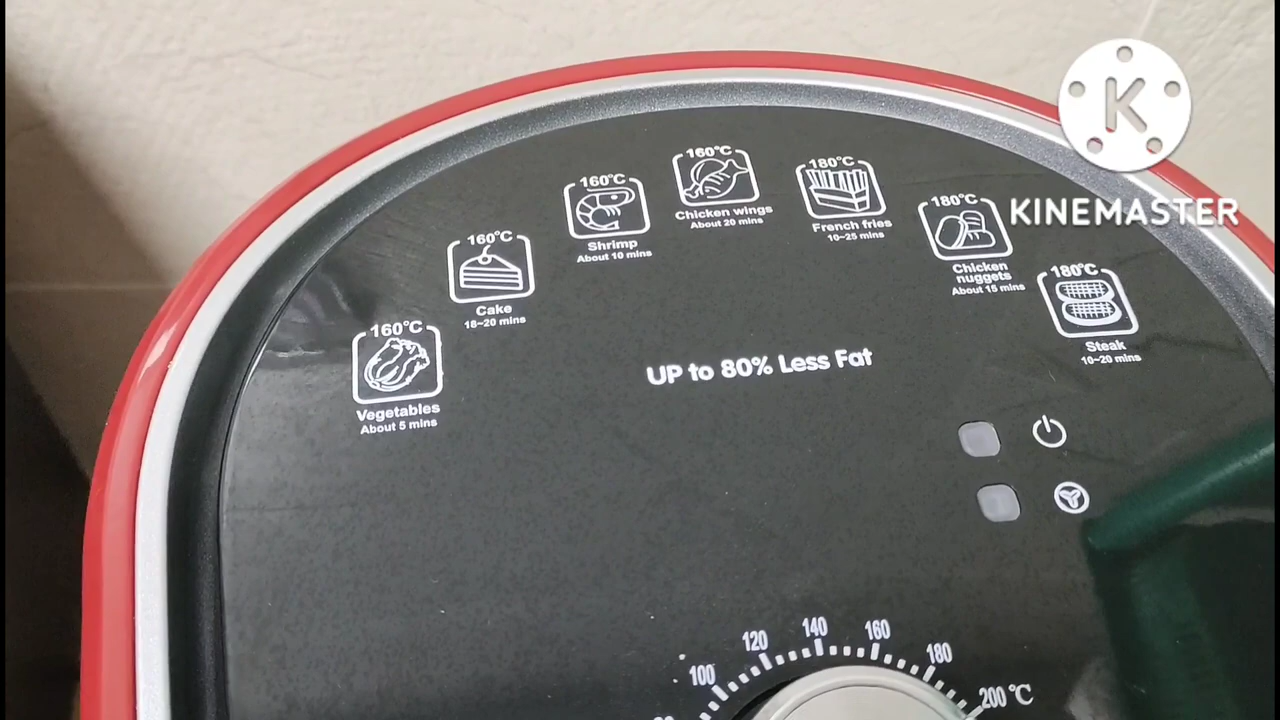 160°C
Vegetables
About 5 mins
160°C
Cake
18~20 mins
160°C
Shrimp
About 10 mins
160°C
Chicken wings
About 20 mins
180°C
French fries
10~25 mins
180°C
Chicken
nuggets
About 15 mins
180°C
Steak
10~20 mins
K
KINEMASTER
UP to 80% Less Fat
100
120
140
160
180
200 °C